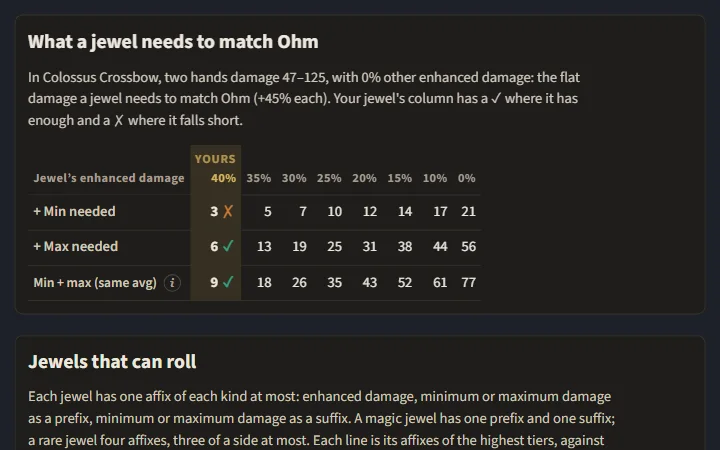 What a jewel needs to match Ohm
In Colossus Crossbow, two hands damage 47–125, with 0% other enhanced damage: the flat
damage a jewel needs to match Ohm (+45% each). Your jewel's column has a ✓ where it has
enough and a ✗ where it falls short.
YOURS
Jewel's enhanced damage 40% 35% 30% 25% 20% 15% 10% 0%
+ Min needed 3 ✗ 5 7 10 12 14 17 21
+ Max needed 6 ✓ 13 19 25 31 38 44 56
Min + max (same avg) i 9 ✓ 18 26 35 43 52 61 77
Jewels that can roll
Each jewel has one affix of each kind at most: enhanced damage, minimum or maximum damage
as a prefix, minimum or maximum damage as a suffix. A magic jewel has one prefix and one suffix;
a rare jewel four affixes, three of a side at most. Each line is its affixes of the highest tiers, against